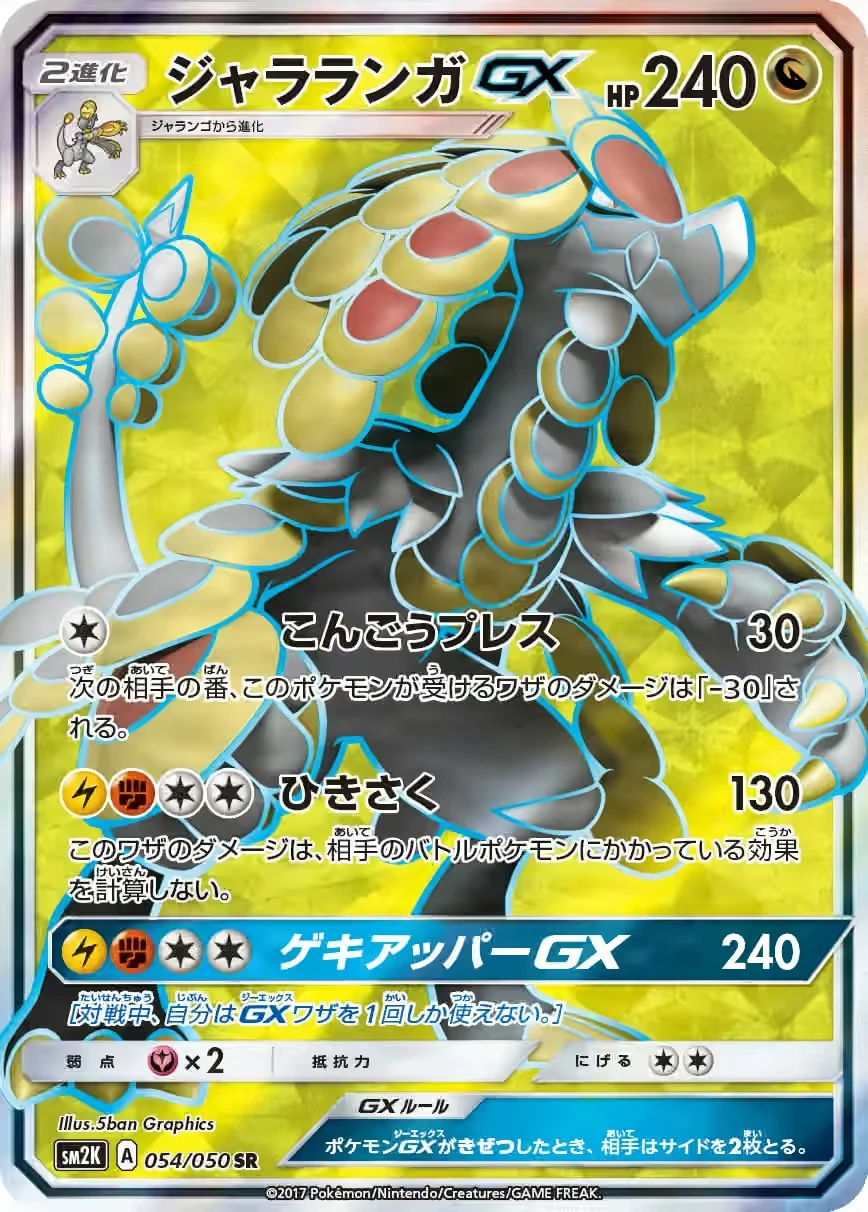 2進化
ジャラランガGX HP240
ジャランゴから進化
こんごうプレス 30
次の相手の番、このポケモンが受けるワザのダメージは「-30」さ
れる。
ひきさく 130
このワザのダメージは、相手のバトルポケモンにかかっている効果
を計算しない。
ゲキアッパーGX 240
[対戦中、自分はGXワザを1回しか使えない。]
弱点 ×2 抵抗力 にげる
GXルール
ポケモンGXがきぜつしたとき、相手はサイドを2枚とる。
Illus.5ban Graphics
SM2K A 054/050 SR
©2017 Pokémon/Nintendo/Creatures/GAME FREAK.